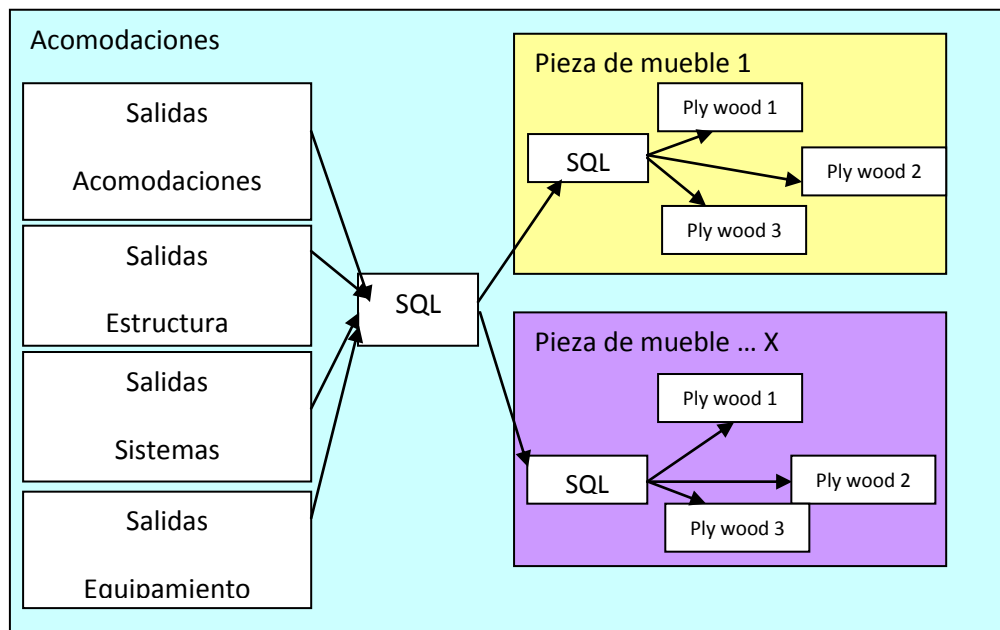 Acomodaciones
Salidas
Acomodaciones
Salidas
Estructura
Salidas
Sistemas
Salidas
Equipamiento
SQL
Pieza de mueble 1
Ply wood 1
SQL
Ply wood 2
Ply wood 3
Pieza de mueble ... X
Ply wood 1
SQL
Ply wood 2
Ply wood 3